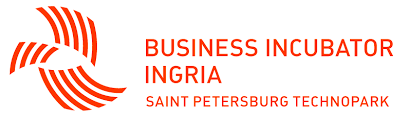 BUSINESS INCUBATOR
INGRIA
SAINT PETERSBURG TECHNOPARK